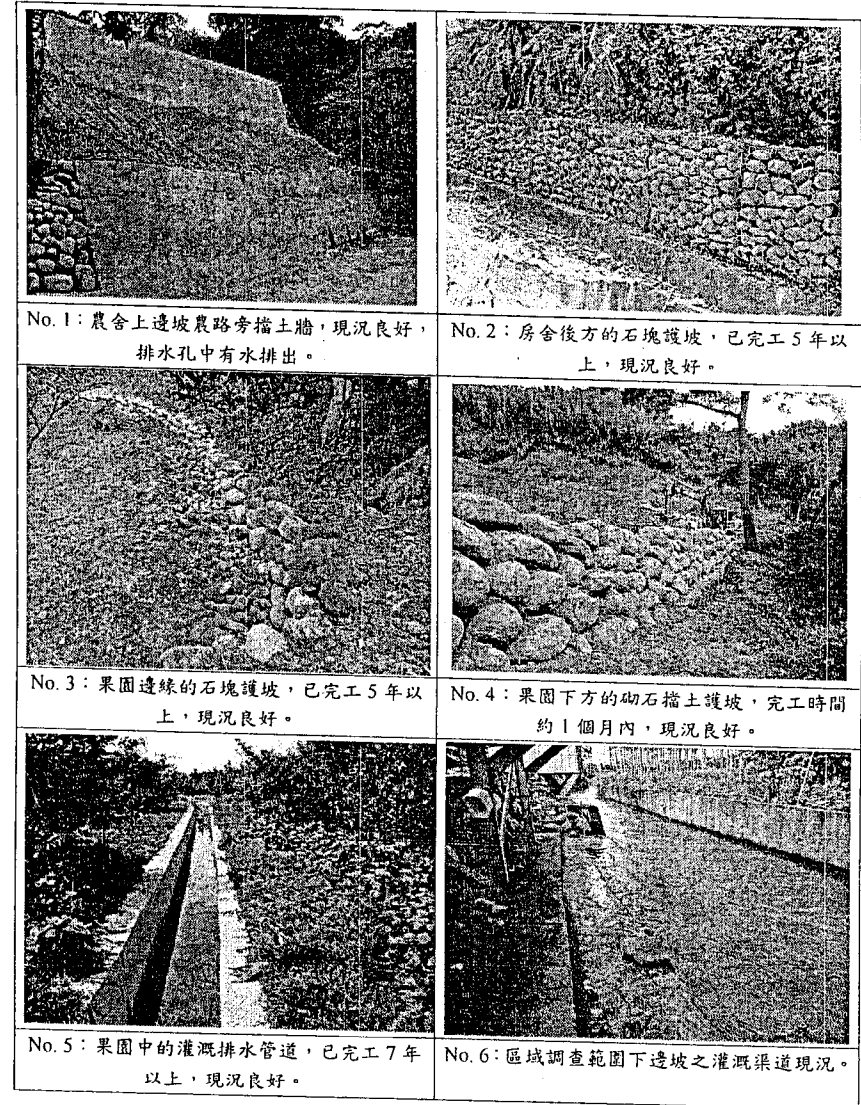 No. 1：農舍上邊坡農路旁擋土牆，現況良好，
排水孔中有水排出。
No. 2：房舍後方的石塊護坡，已完工 5 年以
上，現況良好。
No. 3：果園邊緣的石塊護坡，已完工 5 年以
上，現況良好。
No. 4：果園下方的砌石擋土護坡，完工時間
約 1 個月內，現況良好。
No. 5：果園中的灌溉排水管道，已完工 7 年
以上，現況良好。
No. 6：區域調查範圍下邊坡之灌溉渠道現況。